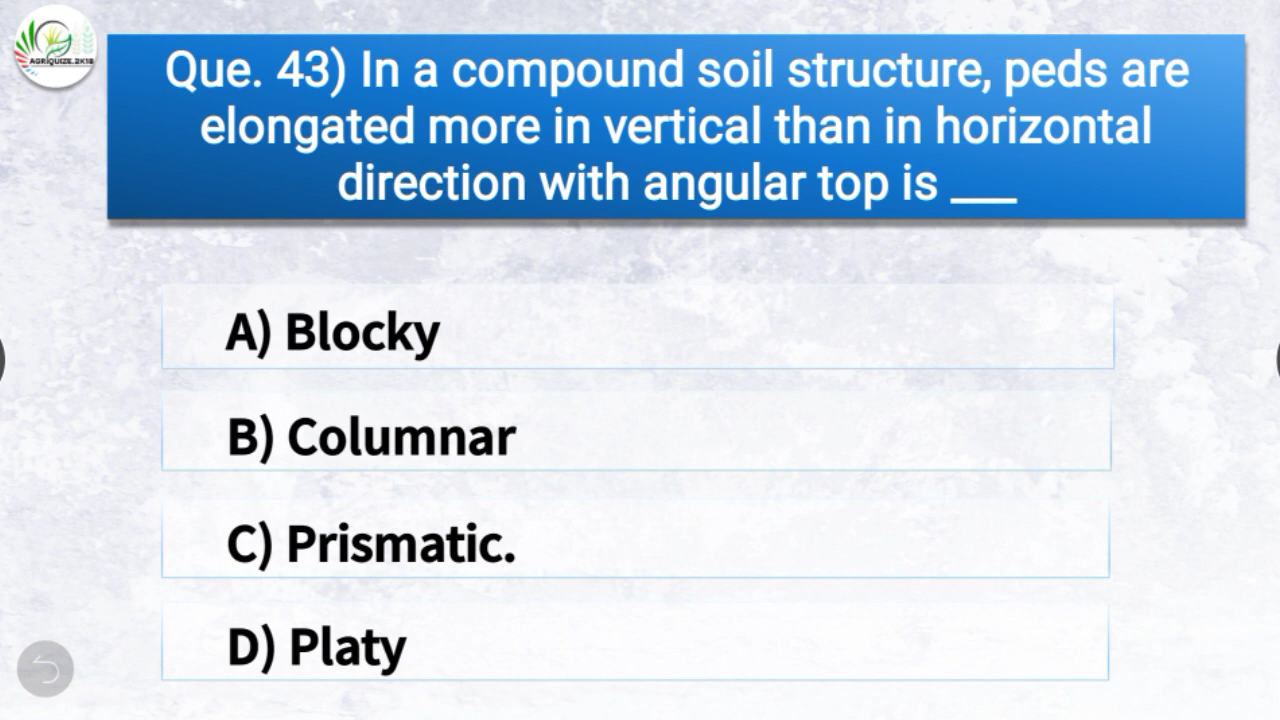 AGRIQUIZE.2K18
Que. 43) In a compound soil structure, peds are
elongated more in vertical than in horizontal
direction with angular top is ___
A) Blocky
B) Columnar
C) Prismatic.
D) Platy